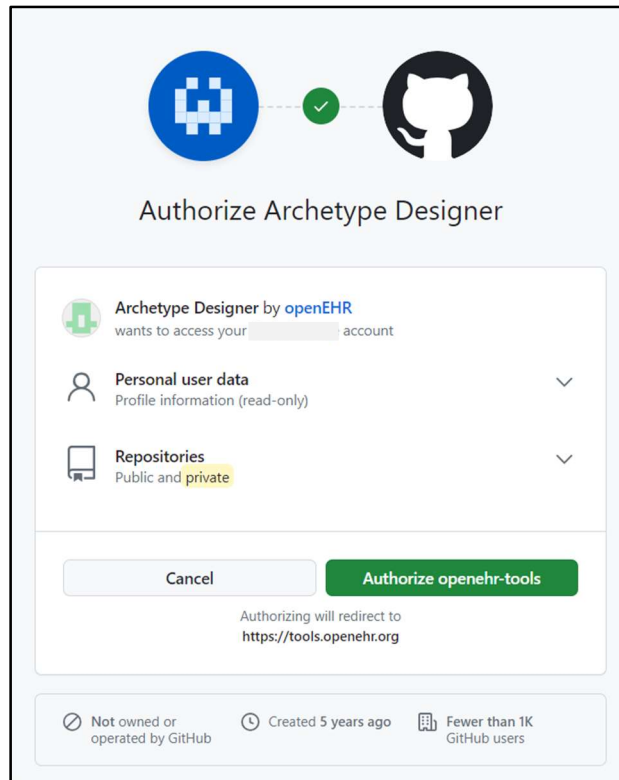 Authorize Archetype Designer
Archetype Designer by openEHR
wants to access your account
Personal user data
Profile information (read-only)
Repositories
Public and private
Cancel
Authorize openehr-tools
Authorizing will redirect to
https://tools.openehr.org
Not owned or
operated by GitHub
Created 5 years ago
Fewer than 1K
GitHub users